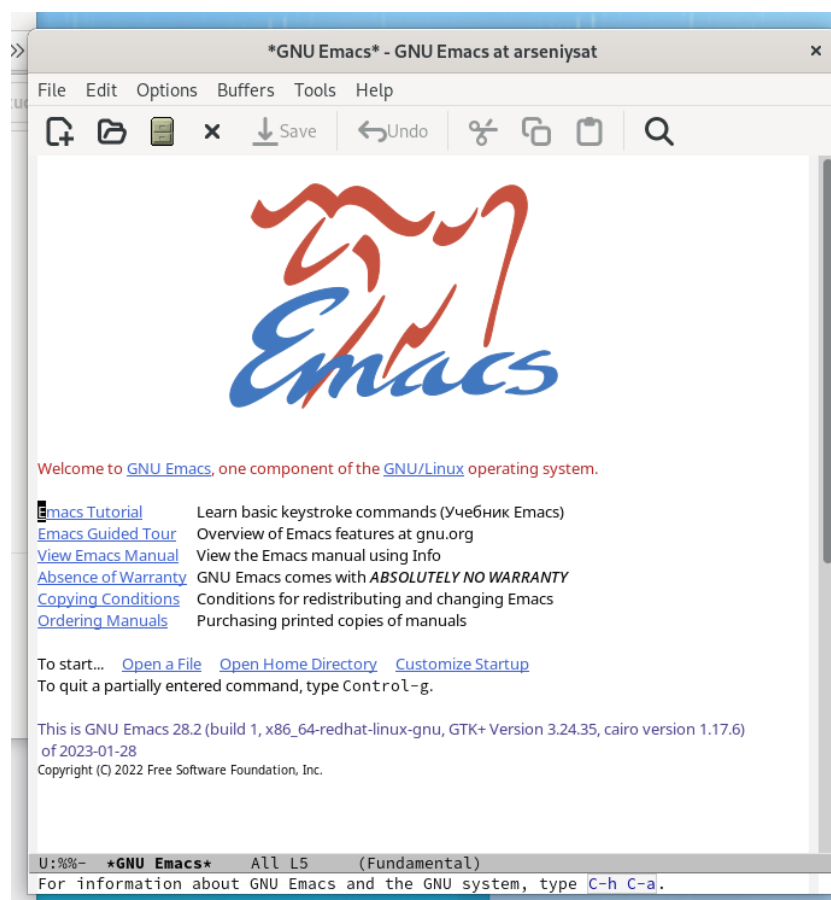 *GNU Emacs* - GNU Emacs at arseniysat ×
»
File Edit Options Buffers Tools Help
Save Undo
Emacs
Welcome to GNU Emacs, one component of the GNU/Linux operating system.
Emacs Tutorial Learn basic keystroke commands (Учебник Emacs)
Emacs Guided Tour Overview of Emacs features at gnu.org
View Emacs Manual View the Emacs manual using Info
Absence of Warranty GNU Emacs comes with ABSOLUTELY NO WARRANTY
Copying Conditions Conditions for redistributing and changing Emacs
Ordering Manuals Purchasing printed copies of manuals
To start... Open a File Open Home Directory Customize Startup
To quit a partially entered command, type Control-g.
This is GNU Emacs 28.2 (build 1, x86_64-redhat-linux-gnu, GTK+ Version 3.24.35, cairo version 1.17.6)
of 2023-01-28
Copyright (C) 2022 Free Software Foundation, Inc.
U:%%- *GNU Emacs* All L5 (Fundamental)
For information about GNU Emacs and the GNU system, type C-h C-a.